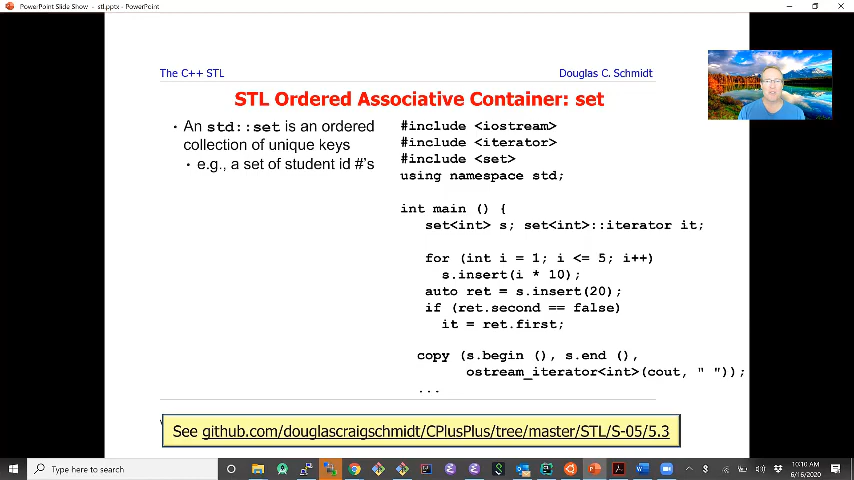 PowerPoint Slide Show - stl.pptx - PowerPoint
The C++ STL
Douglas C. Schmidt
STL Ordered Associative Container: set
• An std::set is an ordered
collection of unique keys
• e.g., a set of student id #'s
#include <iostream>
#include <iterator>
#include <set>
using namespace std;
int main () {
set<int> s; set<int>::iterator it;
for (int i = 1; i <= 5; i++)
s.insert(i * 10);
auto ret = s.insert(20);
if (ret.second == false)
it = ret.first;
copy (s.begin (), s.end (),
ostream_iterator<int>(cout, " "));
...
See github.com/douglascraigschmidt/CPlusPlus/tree/master/STL/S-05/5.3
Type here to search
10:10 AM
6/16/2020